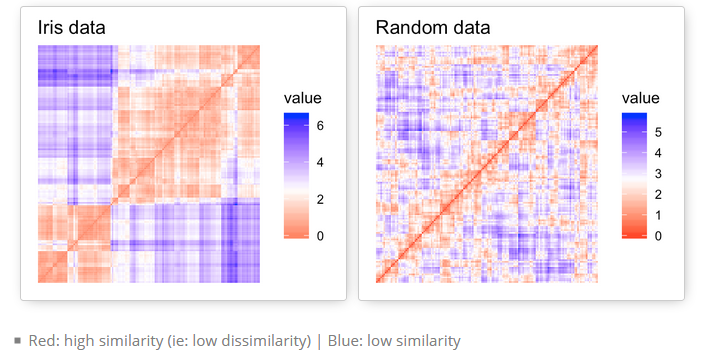 Iris data
value
6
4
2
0
Random data
value
5
4
3
2
1
0
Red: high similarity (ie: low dissimilarity) | Blue: low similarity